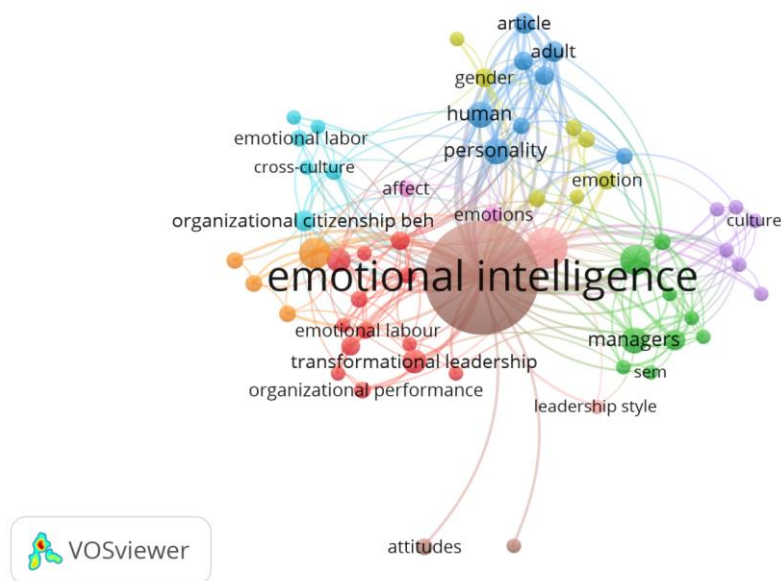 article
adult
gender
human
emotional labor
personality
cross-culture
affect
emotion
emotions
organizational citizenship beh
culture
emotional intelligence
emotional labour
managers
transformational leadership
sem
organizational performance
leadership style
attitudes
VOSviewer